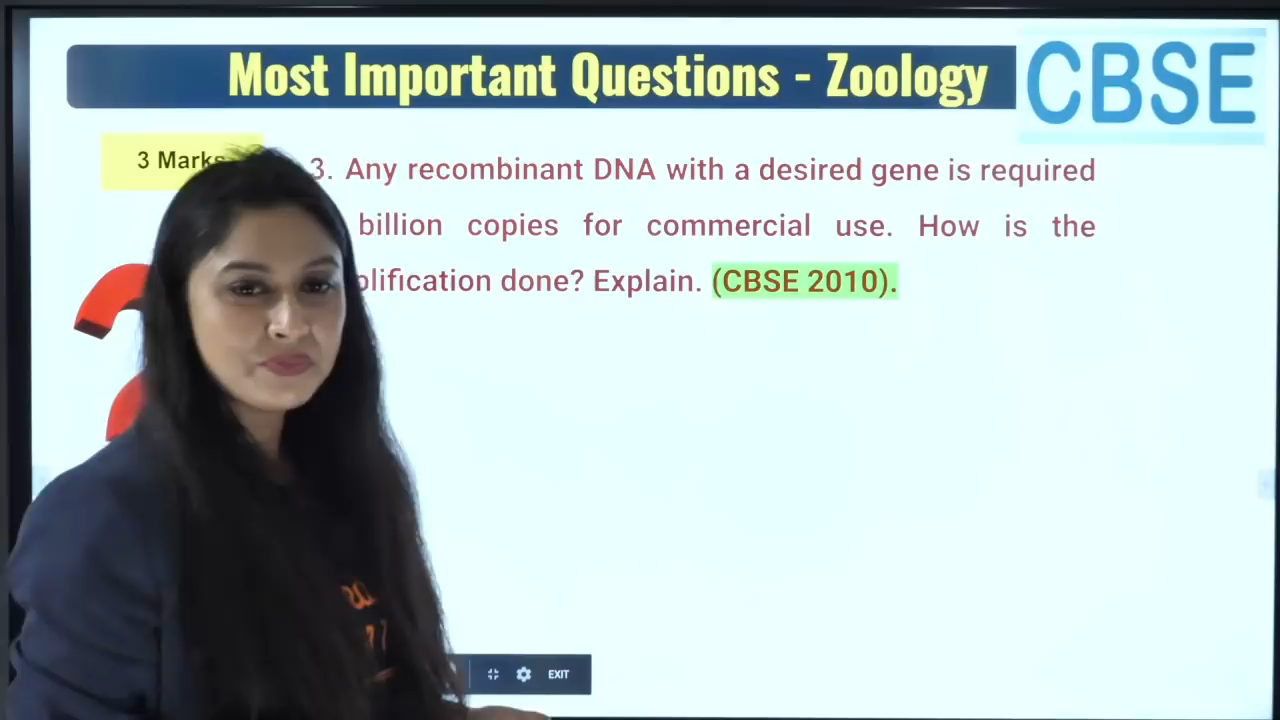 Most Important Questions - Zoology
CBSE
3 Marks
3. Any recombinant DNA with a desired gene is required
billion copies for commercial use. How is the
done? Explain. (CBSE 2010).
EXIT